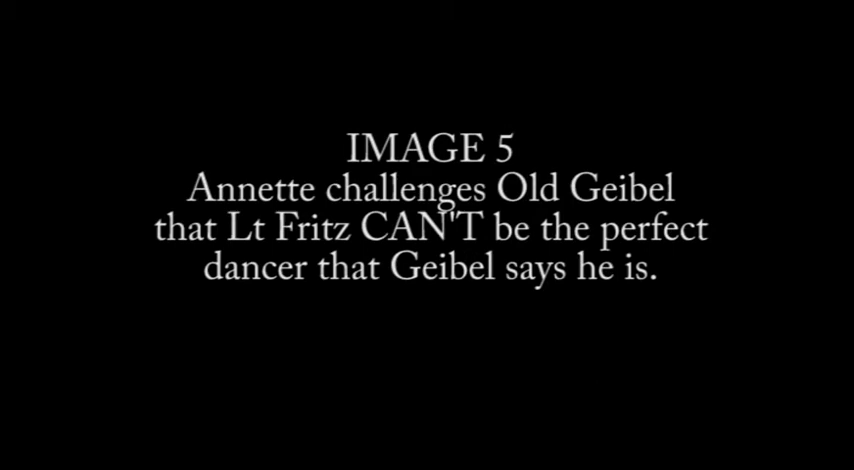 IMAGE 5
Annette challenges Old Geibel
that Lt Fritz CAN'T be the perfect
dancer that Geibel says he is.